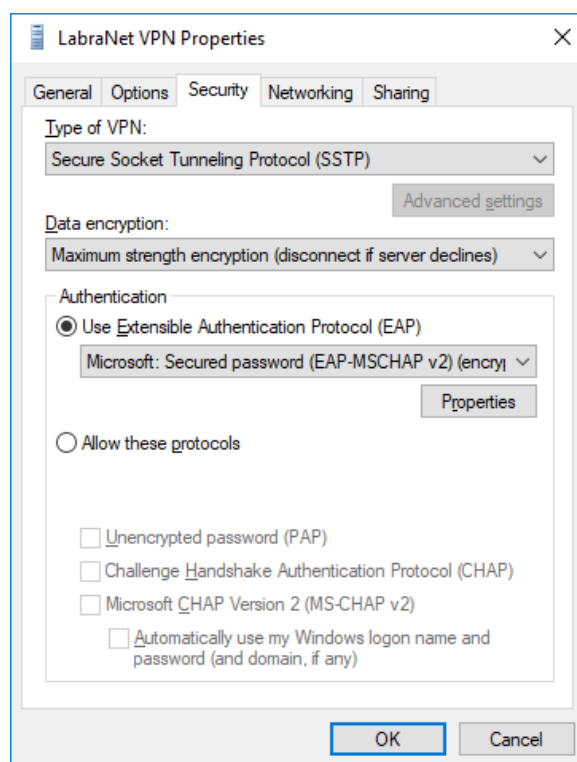 LabraNet VPN Properties
General Options Security Networking Sharing
Type of VPN:
Secure Socket Tunneling Protocol (SSTP)
Advanced settings
Data encryption:
Maximum strength encryption (disconnect if server declines)
Authentication
Use Extensible Authentication Protocol (EAP)
Microsoft: Secured password (EAP-MSCHAP v2) (encryp
Properties
Allow these protocols
Unencrypted password (PAP)
Challenge Handshake Authentication Protocol (CHAP)
Microsoft CHAP Version 2 (MS-CHAP v2)
Automatically use my Windows logon name and
password (and domain, if any)
OK Cancel